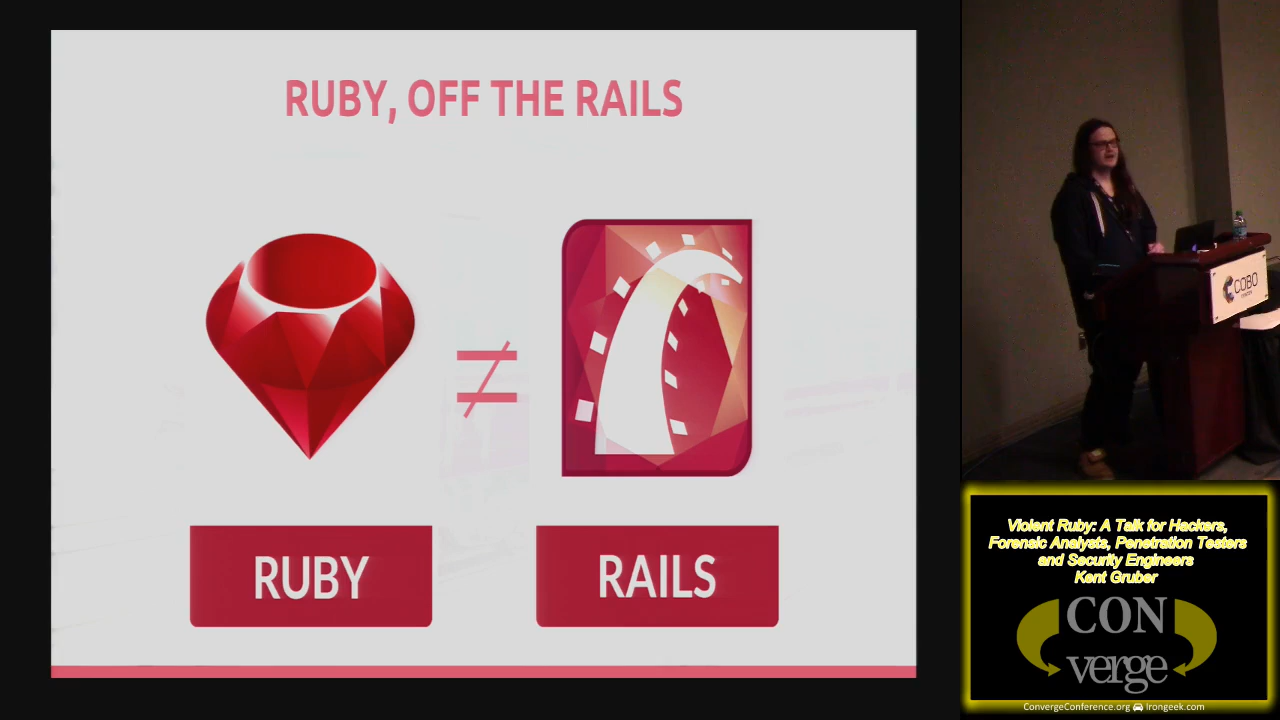 RUBY, OFF THE RAILS
≠
RUBY
RAILS
COBO
Violent Ruby: A Talk for Hackers,
Forensic Analysts, Penetration Testers
and Security Engineers
Kent Gruber
CON
verge
ConvergeConference.org Irongeek.com